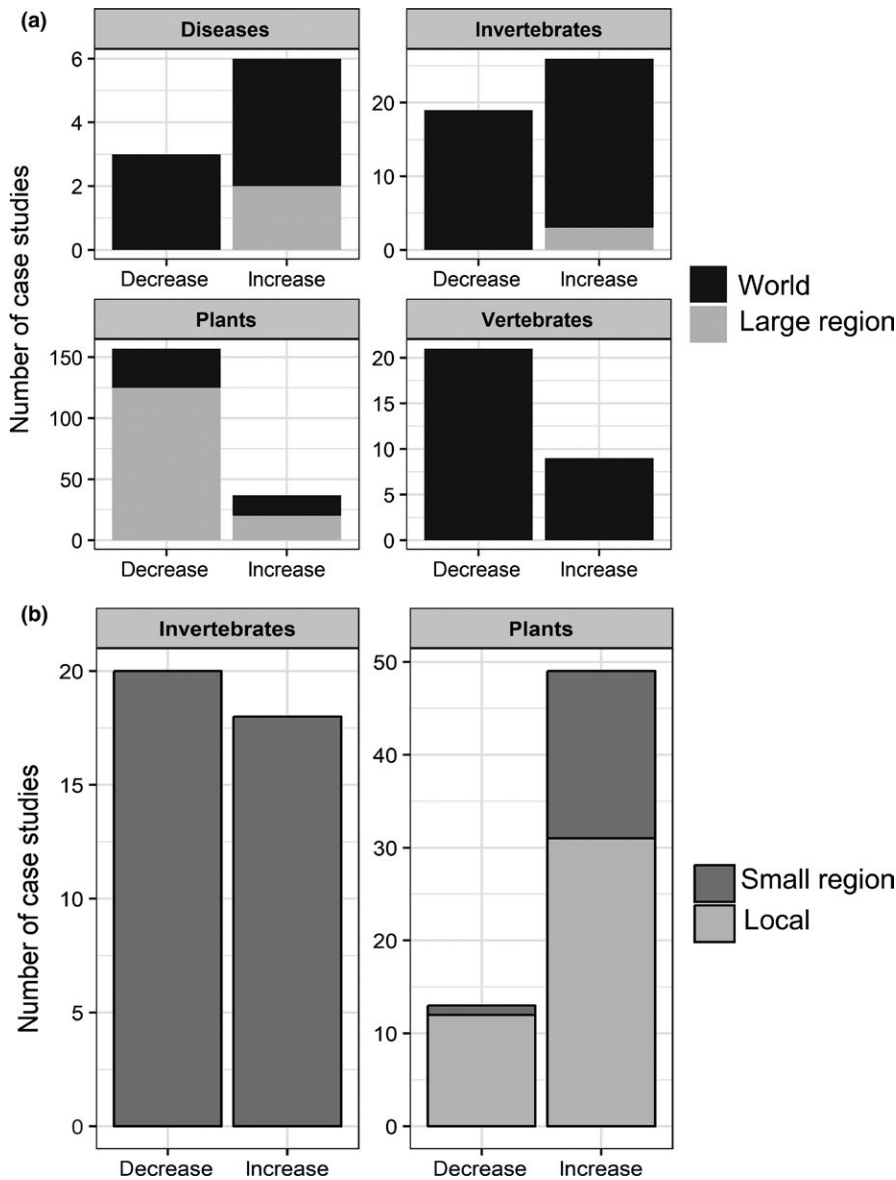 (a)
Diseases
Invertebrates
Number of case studies
6
4
2
0
Decrease
Increase
20
10
0
Decrease
Increase
World
Large region
Plants
Vertebrates
150
100
50
0
Decrease
Increase
20
15
10
5
0
Decrease
Increase
(b)
Invertebrates
Plants
Number of case studies
20
15
10
5
0
Decrease
Increase
50
40
30
20
10
0
Decrease
Increase
Small region
Local